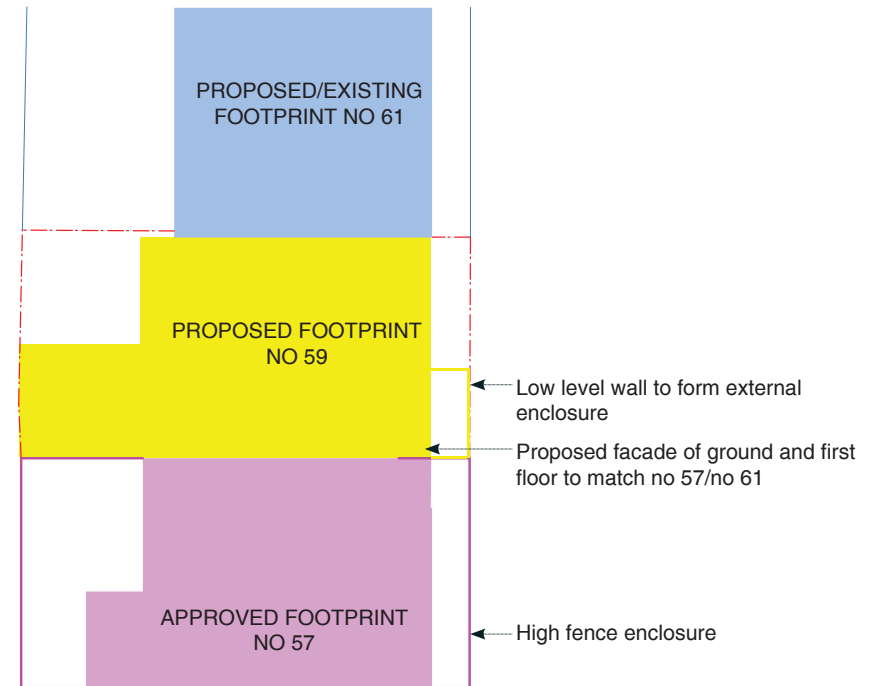 PROPOSED/EXISTING
FOOTPRINT NO 61
PROPOSED FOOTPRINT
NO 59
Low level wall to form external
enclosure
Proposed facade of ground and first
floor to match no 57/no 61
APPROVED FOOTPRINT
NO 57
High fence enclosure